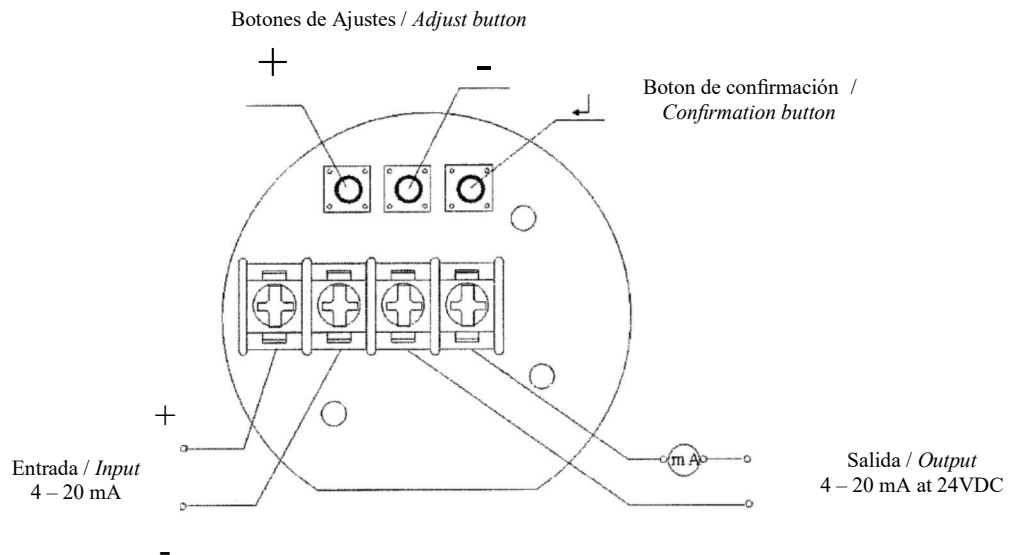 Botones de Ajustes / Adjust button
+
-
Boton de confirmación /
Confirmation button
+
Entrada / Input
4 – 20 mA
-
mA
Salida / Output
4 – 20 mA at 24VDC